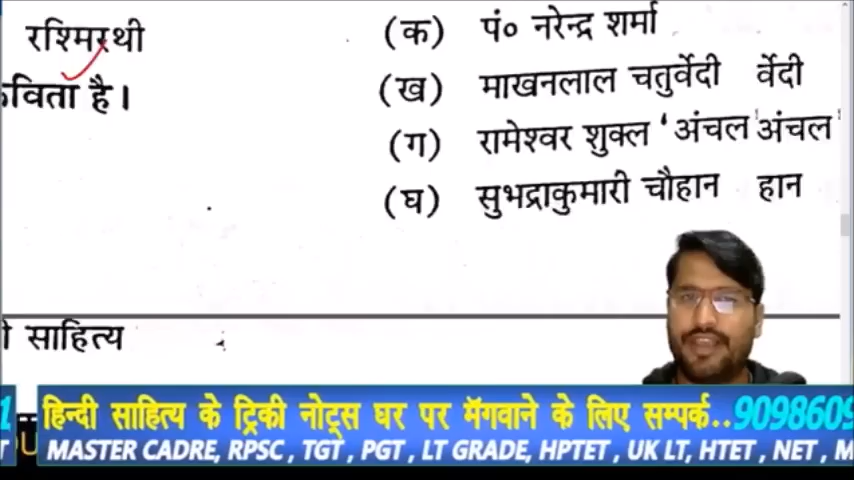 रश्मिरथी
कविता है।
(क) पं० नरेन्द्र शर्मा
(ख) माखनलाल चतुर्वेदी र्वेदी
(ग) रामेश्वर शुक्ल 'अंचल 'अंचल'
(घ) सुभद्राकुमारी चौहान हान
साहित्य
हिन्दी साहित्य के ट्रिकी नोट्स घर पर मँगवाने के लिए सम्पर्क..9098609
MASTER CADRE, RPSC , TGT , PGT , LT GRADE, HPTET , UK LT, HTET , NET , M